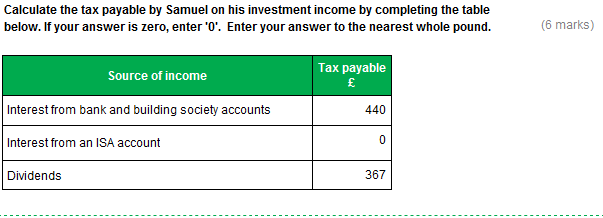 Calculate the tax payable by Samuel on his investment income by completing the table
below. If your answer is zero, enter '0'.  Enter your answer to the nearest whole pound.
(6 marks)
Source of income
Tax payable
£
Interest from bank and building society accounts
440
Interest from an ISA account
0
Dividends
367